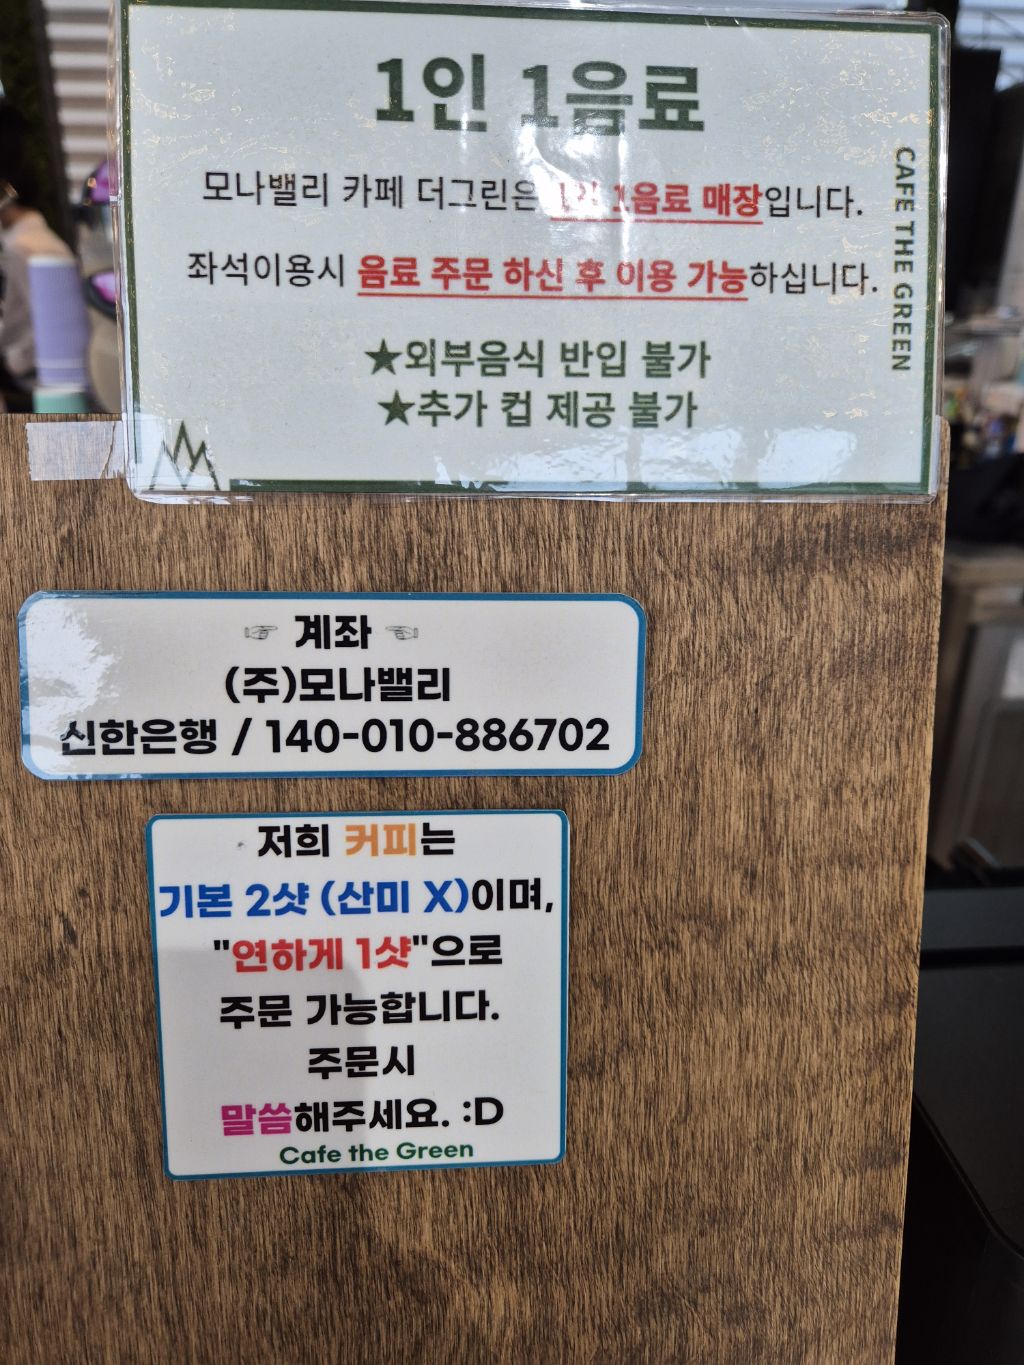 1인 1음료
모나밸리 카페 더그린은 1인 1음료 매장입니다.
좌석이용시 음료 주문 하신 후 이용 가능하십니다.
★외부음식 반입 불가
★추가 컵 제공 불가
CAFE THE GREEN
☞ 계좌 ☜
(주)모나밸리
신한은행 / 140-010-886702
저희 커피는
기본 2샷 (산미 X)이며,
"연하게 1샷"으로
주문 가능합니다.
주문시
말씀해주세요. :D
Cafe the Green